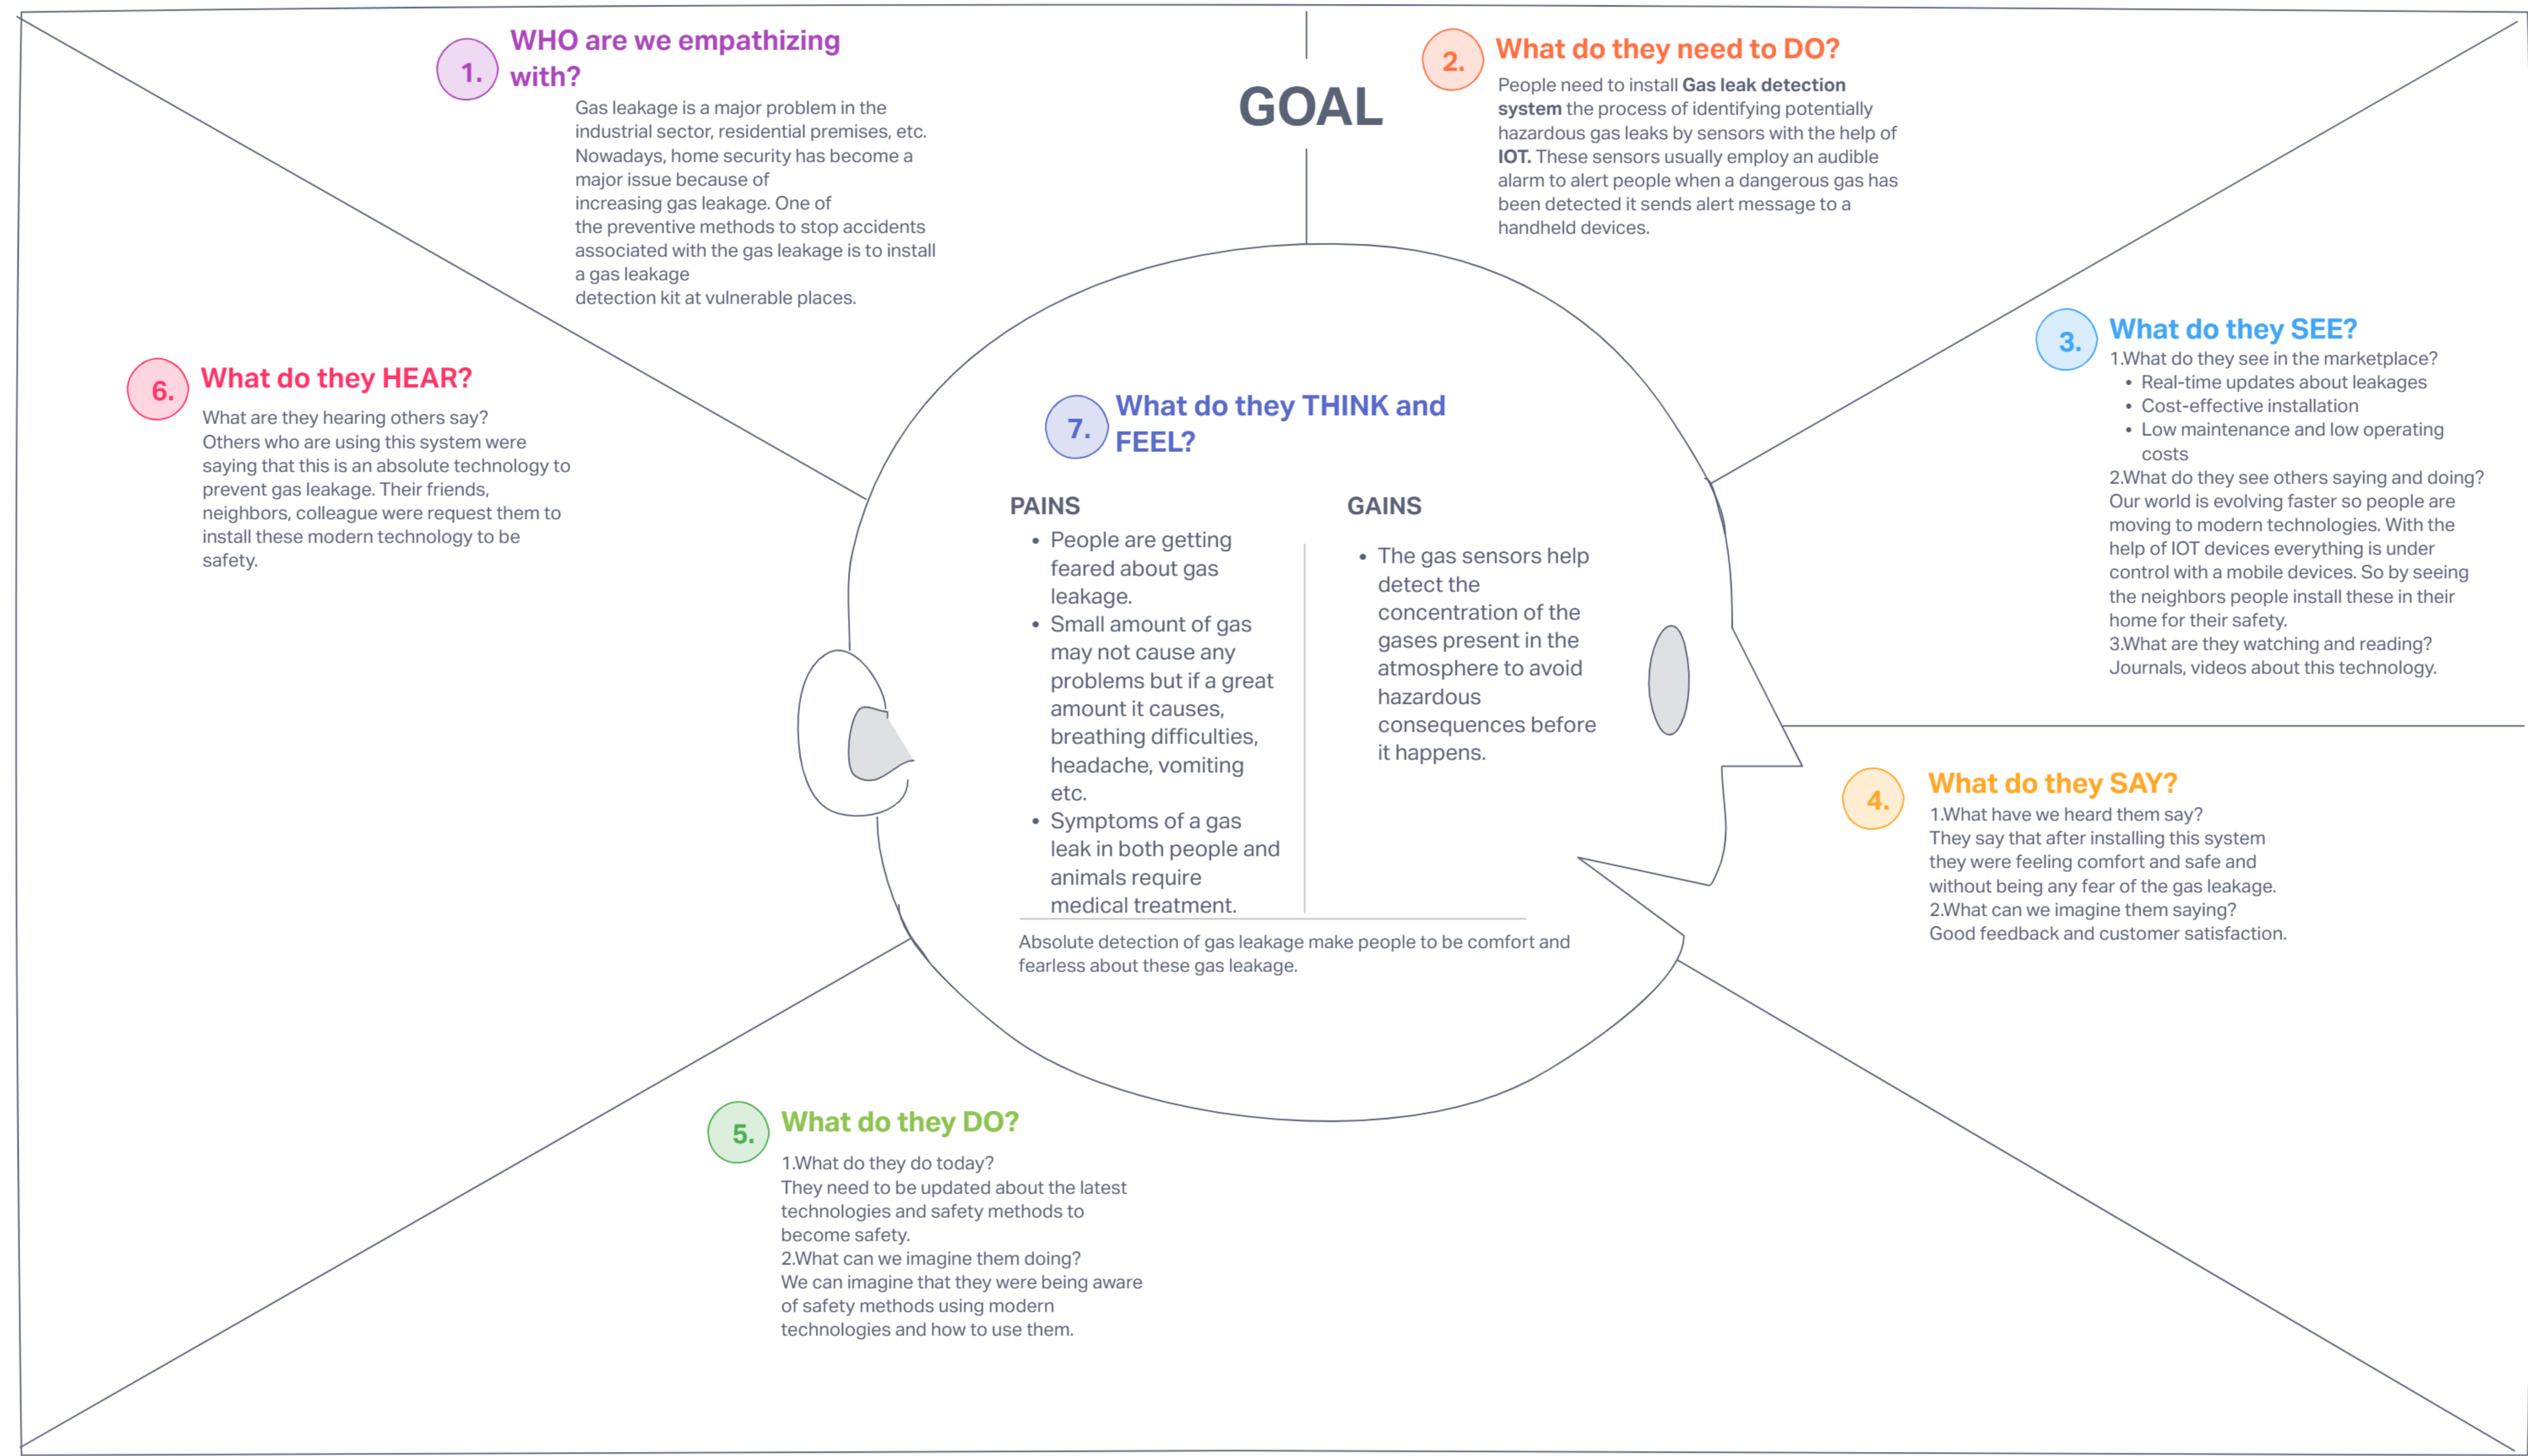 1.
WHO are we empathizing
with?
Gas leakage is a major problem in the
industrial sector, residential premises, etc.
Nowadays, home security has become a
major issue because of
increasing gas leakage. One of
the preventive methods to stop accidents
associated with the gas leakage is to install
a gas leakage
detection kit at vulnerable places.
GOAL
2.
What do they need to DO?
People need to install Gas leak detection
system the process of identifying potentially
hazardous gas leaks by sensors with the help of
IOT. These sensors usually employ an audible
alarm to alert people when a dangerous gas has
been detected it sends alert message to a
handheld devices.
3.
What do they SEE?
1.What do they see in the marketplace?
• Real-time updates about leakages
• Cost-effective installation
• Low maintenance and low operating
costs
2.What do they see others saying and doing?
Our world is evolving faster so people are
moving to modern technologies. With the
help of IOT devices everything is under
control with a mobile devices. So by seeing
the neighbors people install these in their
home for their safety.
3.What are they watching and reading?
Journals, videos about this technology.
4.
What do they SAY?
1.What have we heard them say?
They say that after installing this system
they were feeling comfort and safe and
without being any fear of the gas leakage.
2.What can we imagine them saying?
Good feedback and customer satisfaction.
5.
What do they DO?
1.What do they do today?
They need to be updated about the latest
technologies and safety methods to
become safety.
2.What can we imagine them doing?
We can imagine that they were being aware
of safety methods using modern
technologies and how to use them.
6.
What do they HEAR?
What are they hearing others say?
Others who are using this system were
saying that this is an absolute technology to
prevent gas leakage. Their friends,
neighbors, colleague were request them to
install these modern technology to be
safety.
7.
What do they THINK and
FEEL?
PAINS
• People are getting
feared about gas
leakage.
• Small amount of gas
may not cause any
problems but if a great
amount it causes,
breathing difficulties,
headache, vomiting
etc.
• Symptoms of a gas
leak in both people and
animals require
medical treatment.
GAINS
• The gas sensors help
detect the
concentration of the
gases present in the
atmosphere to avoid
hazardous
consequences before
it happens.
Absolute detection of gas leakage make people to be comfort and
fearless about these gas leakage.